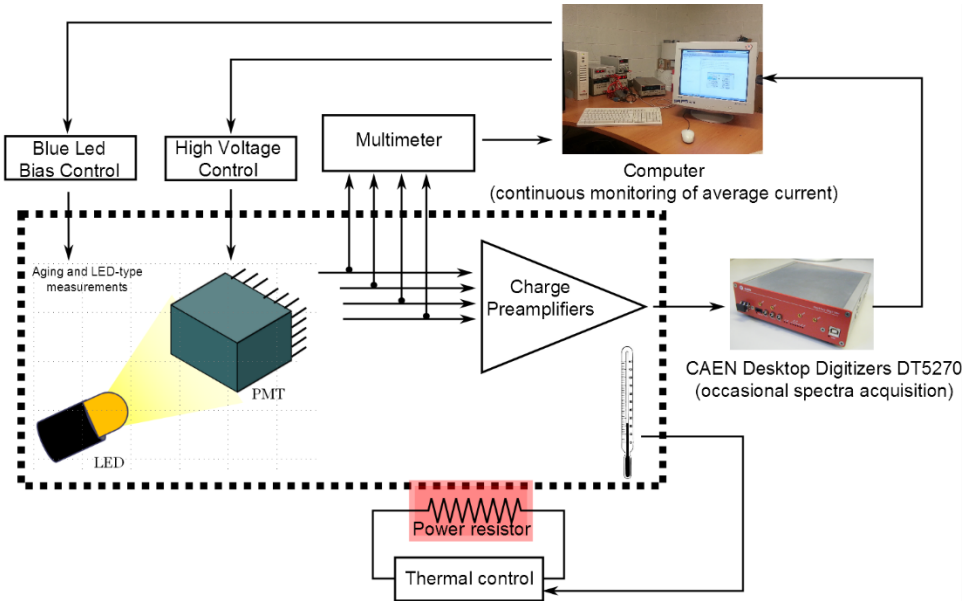 Blue Led
Bias Control
High Voltage
Control
Multimeter
Computer
(continuous monitoring of average current)
Aging and LED-type
measurements
PMT
LED
Charge
Preamplifiers
CAEN Desktop Digitizers DT5270
(occasional spectra acquisition)
Power resistor
Thermal control